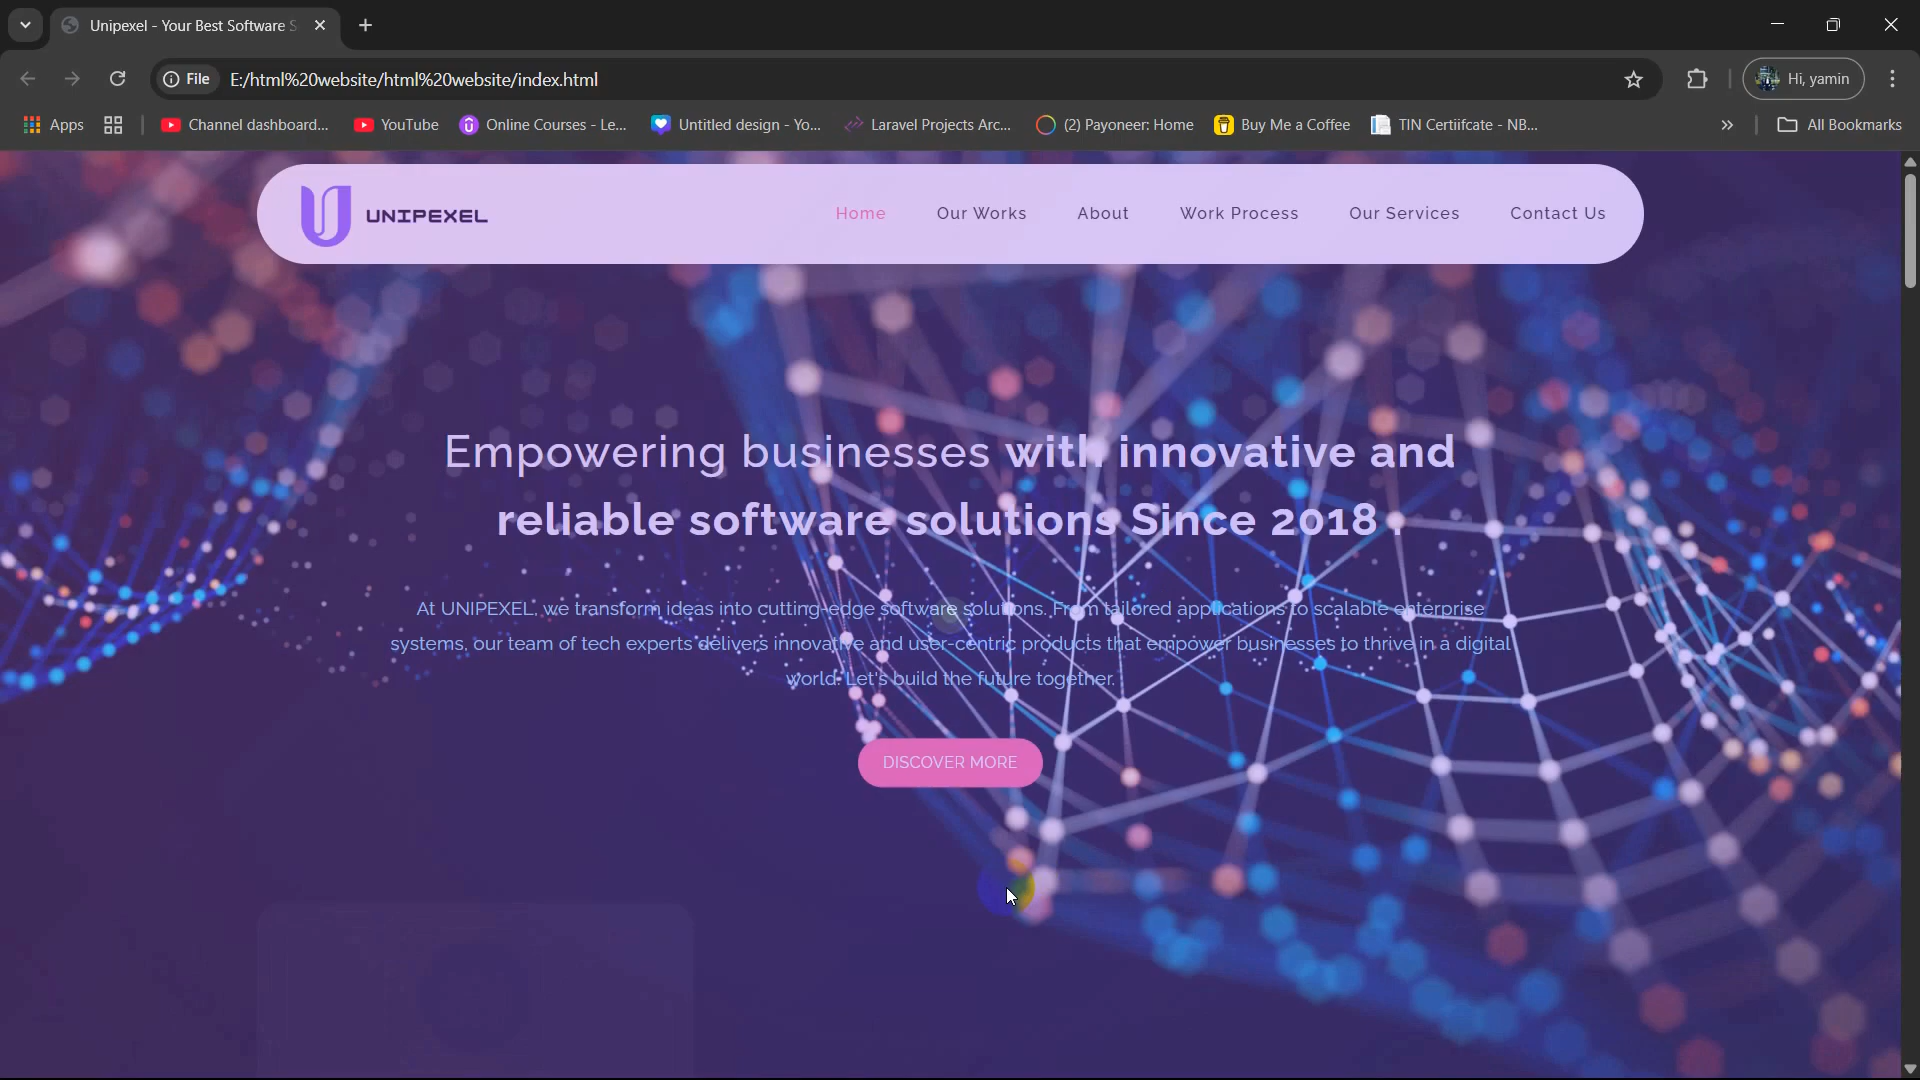 Unipexel - Your Best Software S
File
E:/html%20website/html%20website/index.html
Hi, yamin
Apps
Channel dashboard...
YouTube
Online Courses - Le...
Untitled design - Yo...
Laravel Projects Arc...
(2) Payoneer: Home
Buy Me a Coffee
TIN Certiifcate - NB...
»
All Bookmarks
UNIPEXEL
Home
Our Works
About
Work Process
Our Services
Contact Us
Empowering businesses with innovative and
reliable software solutions Since 2018 .
At UNIPEXEL, we transform ideas into cutting-edge software solutions. From tailored applications to scalable enterprise
systems, our team of tech experts delivers innovative and user-centric products that empower businesses to thrive in a digital
world. Let's build the future together.
DISCOVER MORE